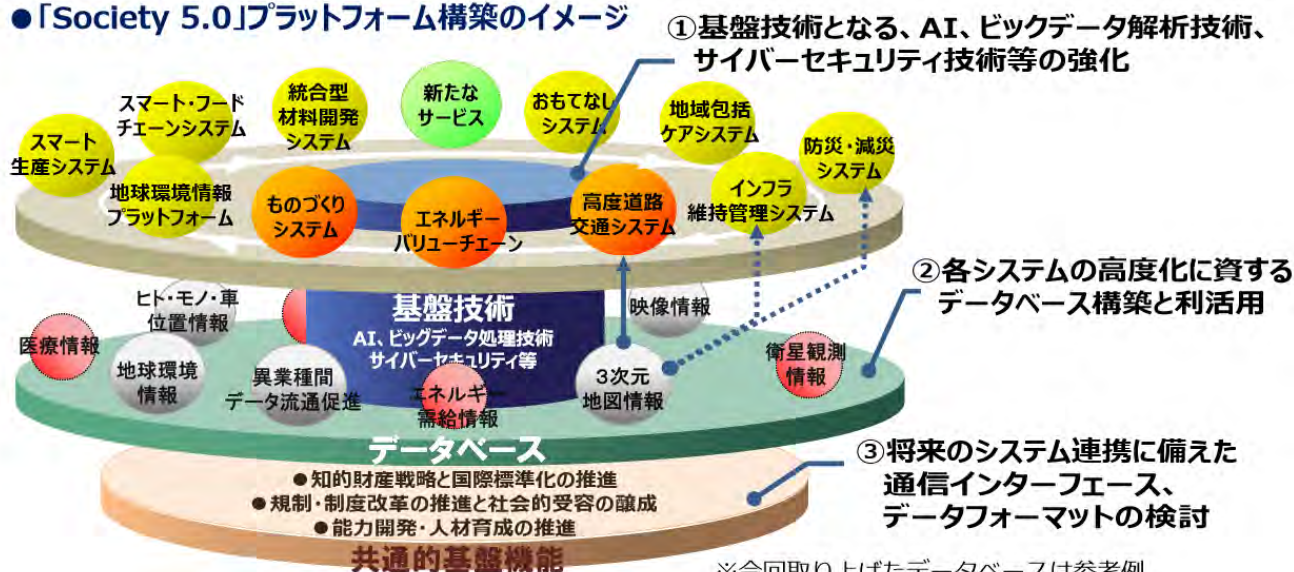 ●「Society 5.0」プラットフォーム構築のイメージ
①基盤技術となる、AI、ビックデータ解析技術、
サイバーセキュリティ技術等の強化
スマート・フード
チェーンシステム
統合型
材料開発
システム
新たな
サービス
おもてなし
システム
地域包括
ケアシステム
防災・減災
システム
スマート
生産システム
地球環境情報
プラットフォーム
ものづくり
システム
エネルギー
バリューチェーン
高度道路
交通システム
インフラ
維持管理システム
②各システムの高度化に資する
データベース構築と利活用
ヒト・モノ・車
位置情報
基盤技術
AI、ビッグデータ処理技術
サイバーセキュリティ等
映像情報
医療情報
地球環境
情報
異業種間
データ流通促進
エネルギー
需給情報
3次元
地図情報
衛星観測
情報
データベース
③将来のシステム連携に備えた
通信インターフェース、
データフォーマットの検討
●知的財産戦略と国際標準化の推進
●規制・制度改革の推進と社会的受容の醸成
●能力開発・人材育成の推進
共通的基盤機能
※今回取り上げたデータベースは参考例